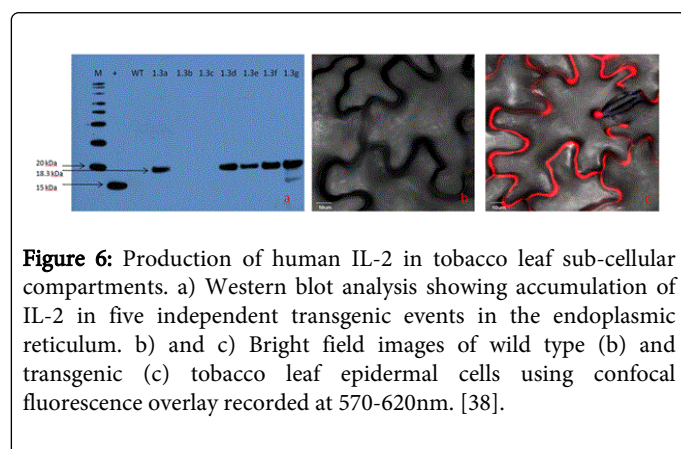 M + WT 1.3a 1.3b 1.3c 1.3d 1.3e 1.3f 1.3g
20 kDa
18.3 kDa
15 kDa
a
b
c
10um
10um
Figure 6: Production of human IL-2 in tobacco leaf sub-cellular
compartments. a) Western blot analysis showing accumulation of
IL-2 in five independent transgenic events in the endoplasmic
reticulum. b) and c) Bright field images of wild type (b) and
transgenic (c) tobacco leaf epidermal cells using confocal
fluorescence overlay recorded at 570-620nm. [38].